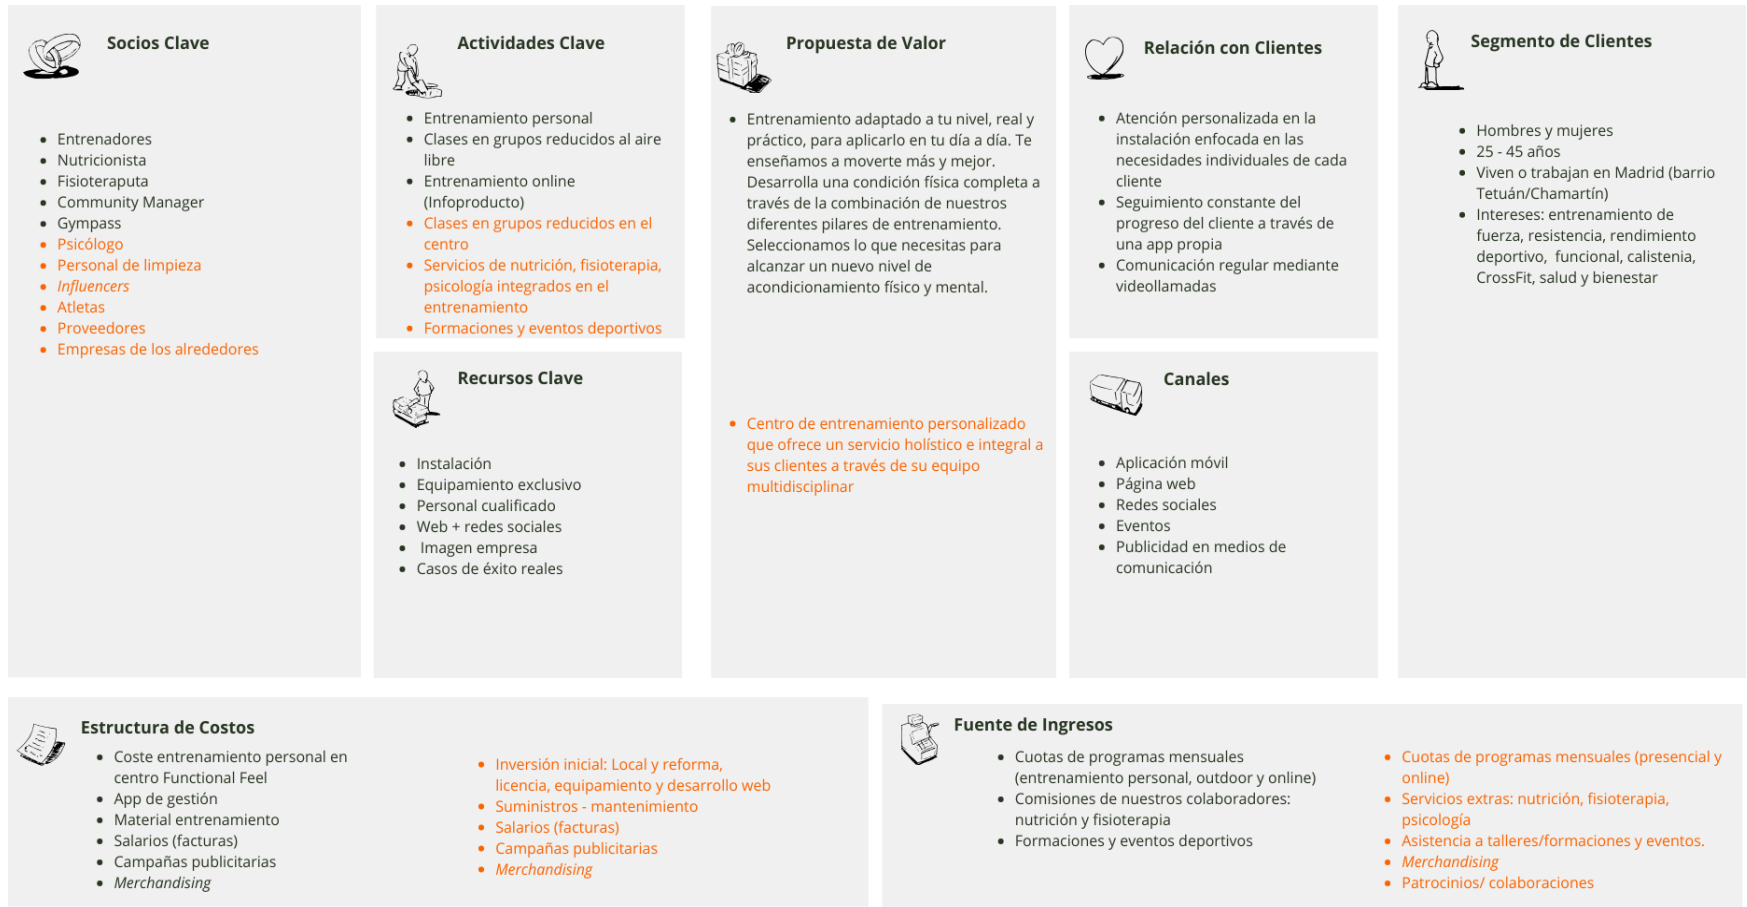 Socios Clave
Entrenadores
Nutricionista
Fisioteraputa
Community Manager
Gympass
Psicólogo
Personal de limpieza
Influencers
Atletas
Proveedores
Empresas de los alrededores
Actividades Clave
Entrenamiento personal
Clases en grupos reducidos al aire
libre
Entrenamiento online
(Infoproducto)
Clases en grupos reducidos en el
centro
Servicios de nutrición, fisioterapia,
psicología integrados en el
entrenamiento
Formaciones y eventos deportivos
Recursos Clave
Instalación
Equipamiento exclusivo
Personal cualificado
Web + redes sociales
Imagen empresa
Casos de éxito reales
Propuesta de Valor
Entrenamiento adaptado a tu nivel, real y
práctico, para aplicarlo en tu día a día. Te
enseñamos a moverte más y mejor.
Desarrolla una condición física completa a
través de la combinación de nuestros
diferentes pilares de entrenamiento.
Seleccionamos lo que necesitas para
alcanzar un nuevo nivel de
acondicionamiento físico y mental.
Centro de entrenamiento personalizado
que ofrece un servicio holístico e integral a
sus clientes a través de su equipo
multidisciplinar
Relación con Clientes
Atención personalizada en la
instalación enfocada en las
necesidades individuales de cada
cliente
Seguimiento constante del
progreso del cliente a través de
una app propia
Comunicación regular mediante
videollamadas
Canales
Aplicación móvil
Página web
Redes sociales
Eventos
Publicidad en medios de
comunicación
Segmento de Clientes
Hombres y mujeres
25 - 45 años
Viven o trabajan en Madrid (barrio
Tetuán/Chamartín)
Intereses: entrenamiento de
fuerza, resistencia, rendimiento
deportivo, funcional, calistenia,
CrossFit, salud y bienestar
Estructura de Costos
Coste entrenamiento personal en
centro Functional Feel
App de gestión
Material entrenamiento
Salarios (facturas)
Campañas publicitarias
Merchandising
Inversión inicial: Local y reforma,
licencia, equipamiento y desarrollo web
Suministros - mantenimiento
Salarios (facturas)
Campañas publicitarias
Merchandising
Fuente de Ingresos
Cuotas de programas mensuales
(entrenamiento personal, outdoor y online)
Comisiones de nuestros colaboradores:
nutrición y fisioterapia
Formaciones y eventos deportivos
Cuotas de programas mensuales (presencial y
online)
Servicios extras: nutrición, fisioterapia,
psicología
Asistencia a talleres/formaciones y eventos.
Merchandising
Patrocinios/ colaboraciones